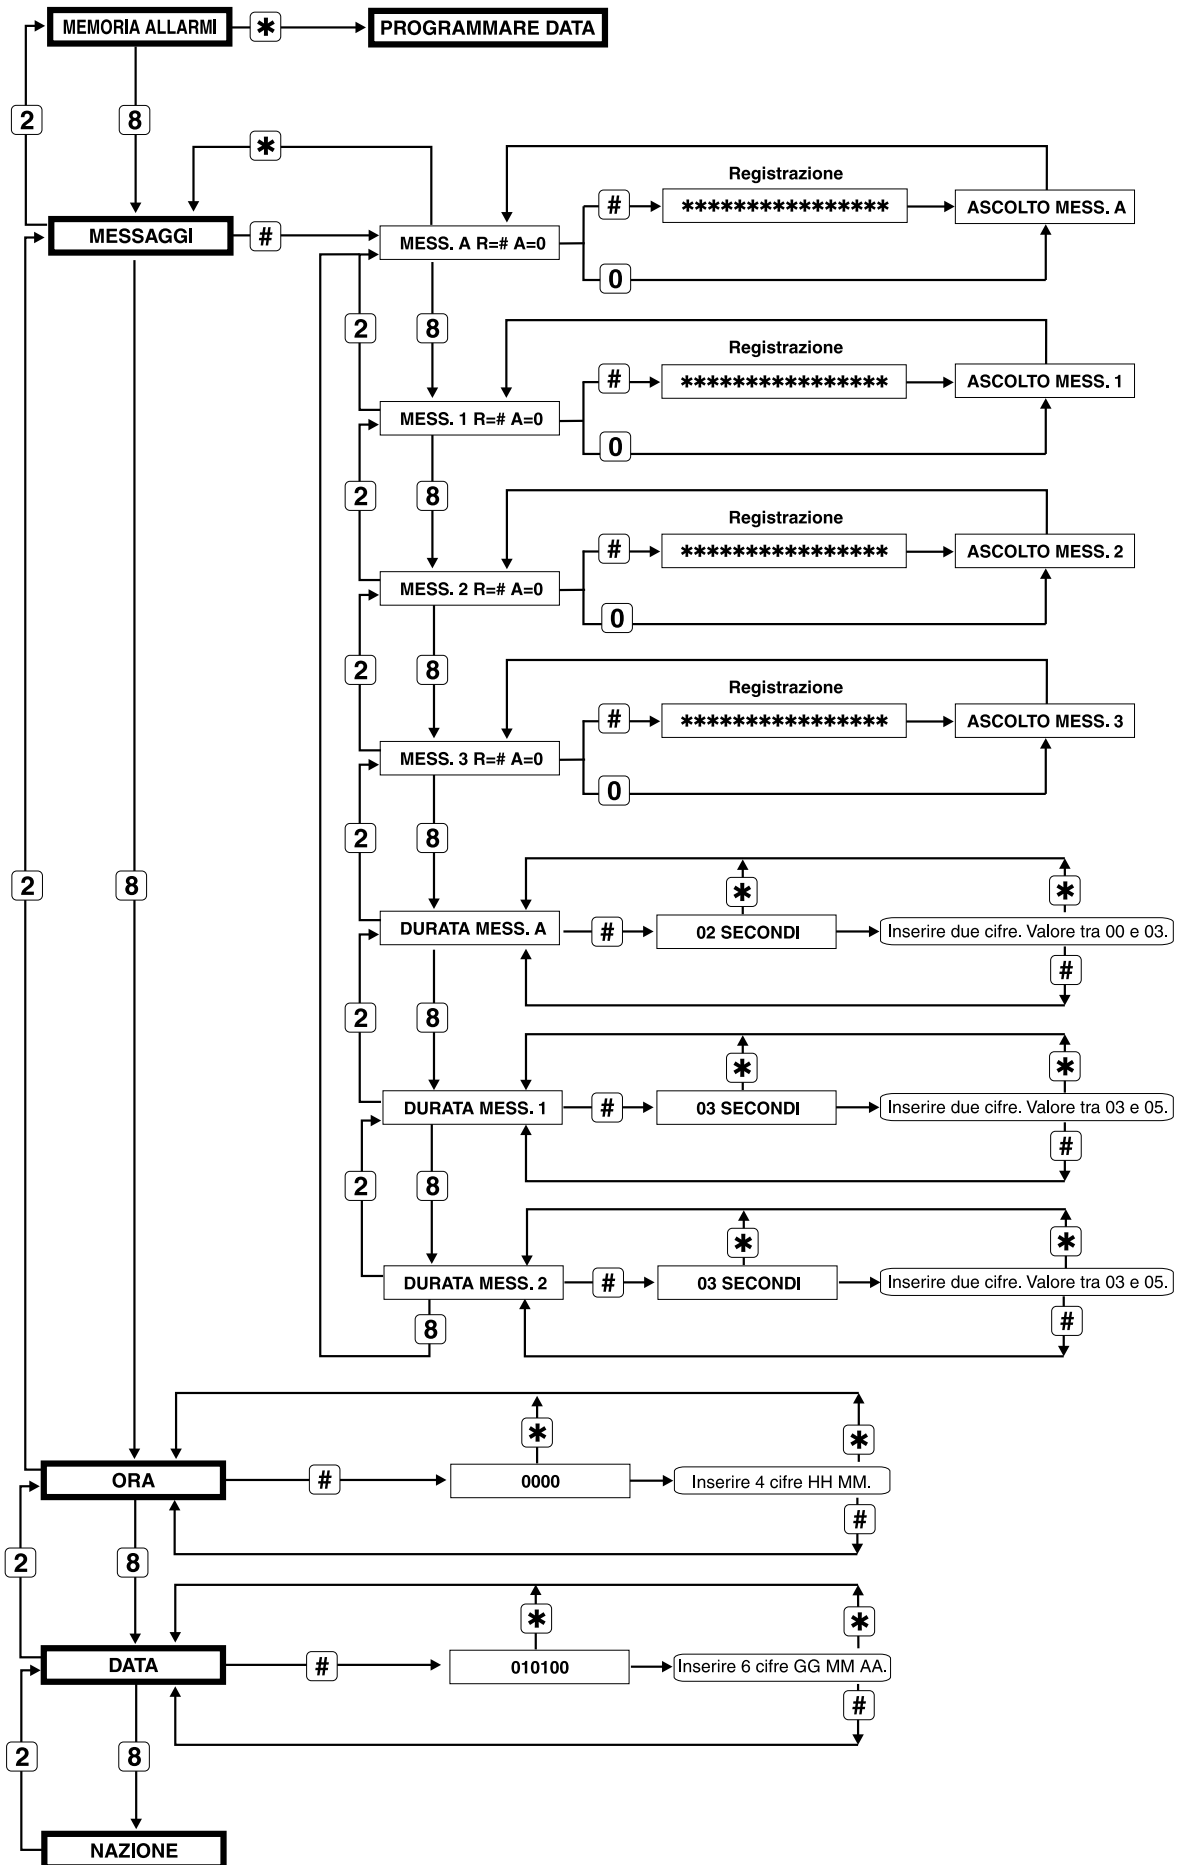 MEMORIA ALLARMI ✱ PROGRAMMARE DATA
2 8
✱
MESSAGGI # MESS. A R=# A=0
Registrazione
# **************** ASCOLTO MESS. A
0
2 8
MESS. 1 R=# A=0
Registrazione
# **************** ASCOLTO MESS. 1
0
2 8
MESS. 2 R=# A=0
Registrazione
# **************** ASCOLTO MESS. 2
0
2 8
MESS. 3 R=# A=0
Registrazione
# **************** ASCOLTO MESS. 3
0
2 8
2 8
✱ ✱
DURATA MESS. A # 02 SECONDI Inserire due cifre. Valore tra 00 e 03.
#
2 8
✱ ✱
DURATA MESS. 1 # 03 SECONDI Inserire due cifre. Valore tra 03 e 05.
#
2 8
✱ ✱
DURATA MESS. 2 # 03 SECONDI Inserire due cifre. Valore tra 03 e 05.
8 #
✱ ✱
ORA # 0000 Inserire 4 cifre HH MM.
#
2 8
✱ ✱
DATA # 010100 Inserire 6 cifre GG MM AA.
#
2 8
NAZIONE